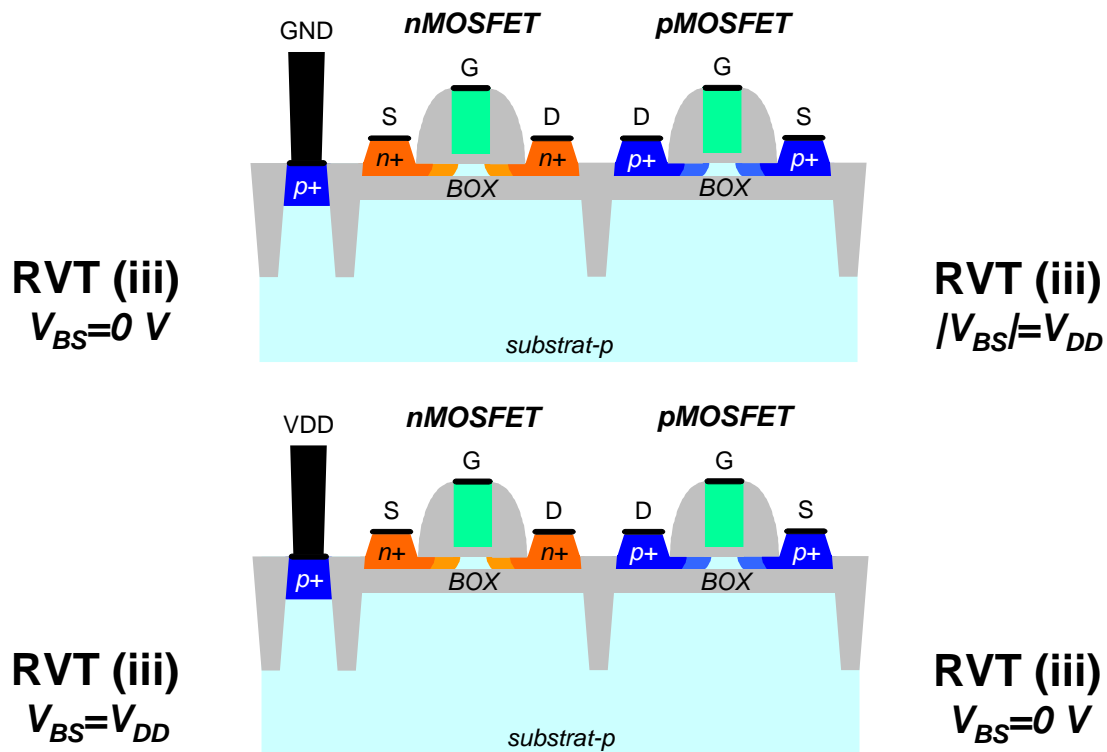 nMOSFET pMOSFET
GND
G G
S D D S
n+ n+ p+ p+
p+ BOX BOX
RVT (iii) RVT (iii)
VBS=0 V |VBS|=VDD
substrat-p
nMOSFET pMOSFET
VDD
G G
S D D S
n+ n+ p+ p+
p+ BOX BOX
RVT (iii) RVT (iii)
VBS=VDD VBS=0 V
substrat-p